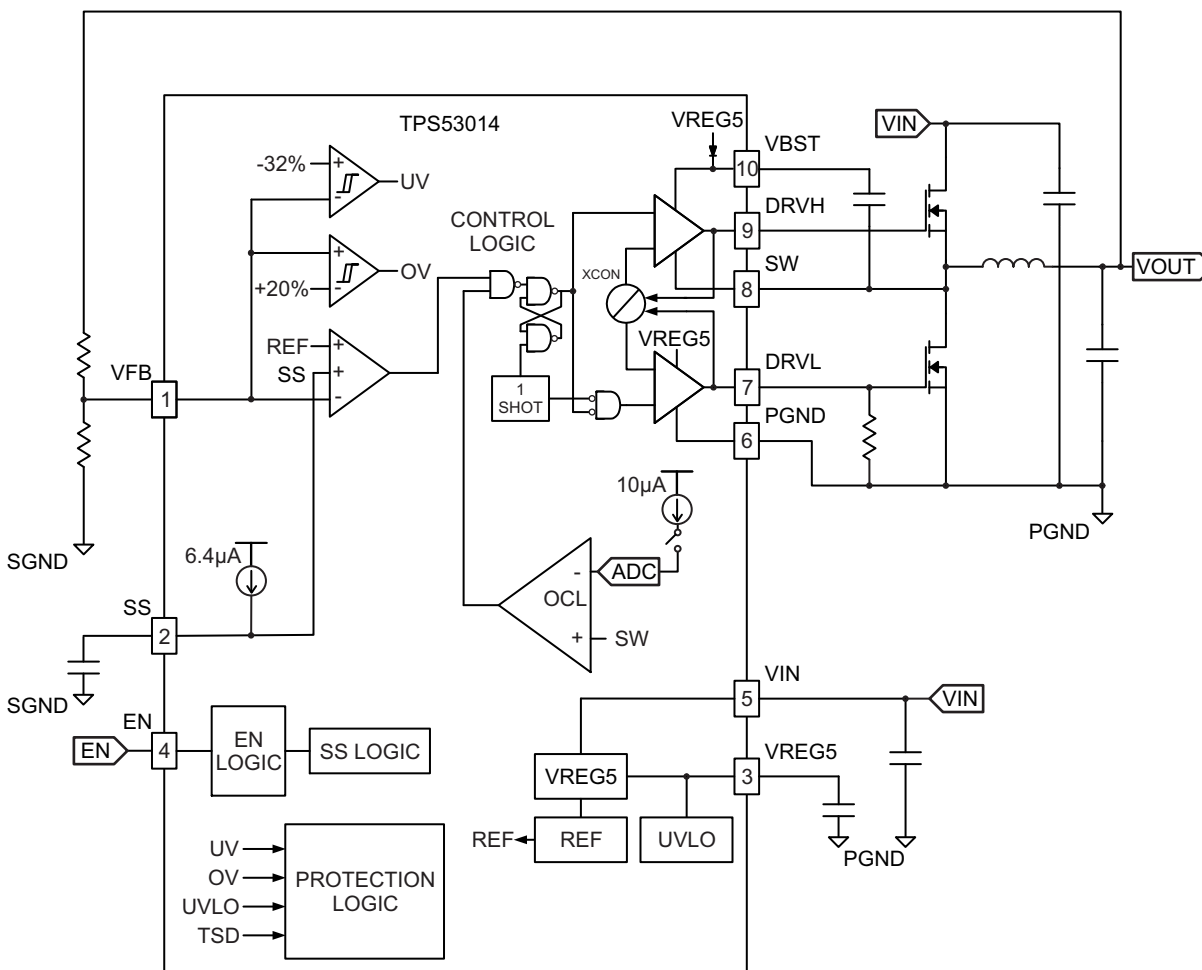 TPS53014
VREG5
VIN
VBST
-32%
+
-
UV
10
DRVH
CONTROL
LOGIC
9
+
-
OV
+20%
XCON
SW
8
VOUT
REF
+
SS
+
-
VREG5
DRVL
VFB
1
1
SHOT
7
PGND
6
10µA
PGND
SGND
6.4µA
-
ADC
OCL
+
SW
SS
2
SGND
VIN
5
VIN
EN
EN
4
EN
LOGIC
SS LOGIC
VREG5
VREG5
3
REF
REF
UVLO
PGND
UV
OV
UVLO
TSD
PROTECTION
LOGIC